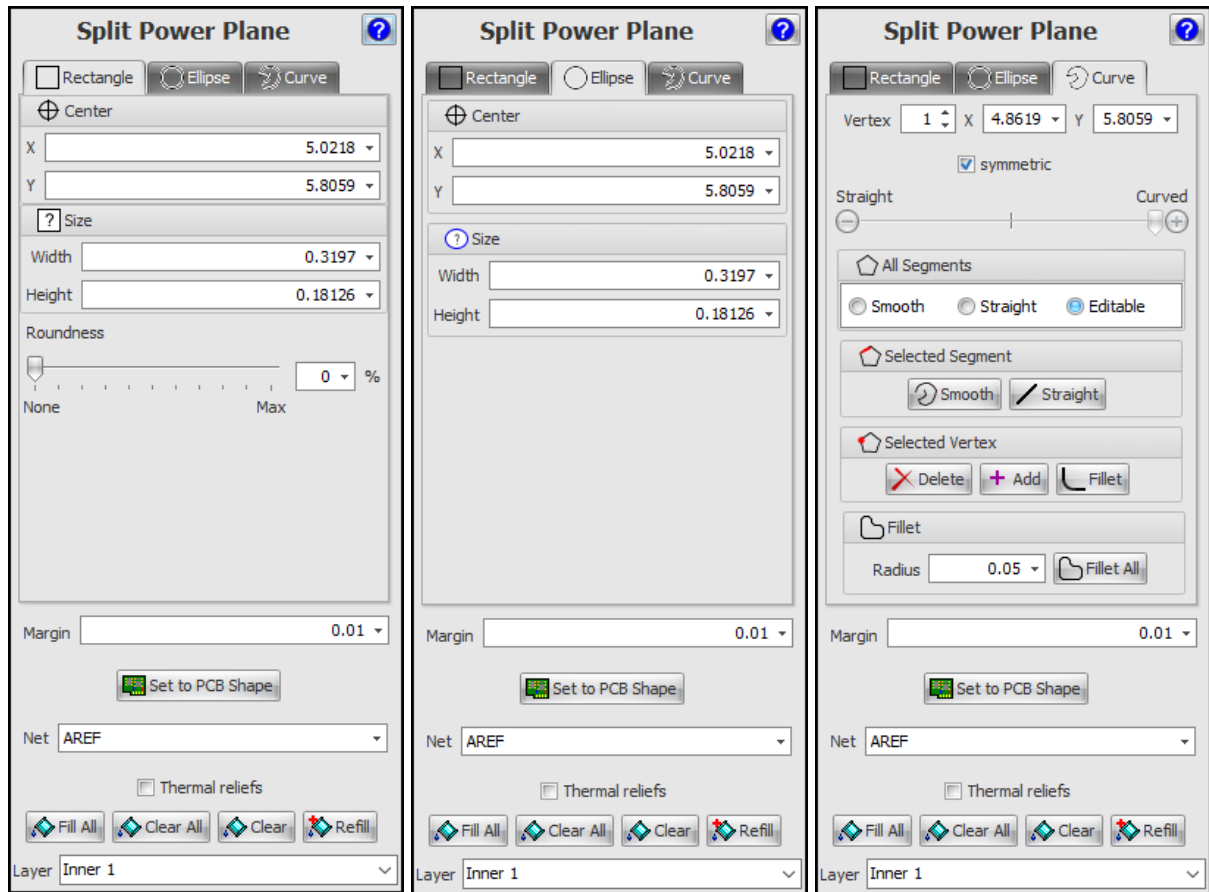 Split Power Plane ?
Rectangle Ellipse Curve
Center
X 5.0218
Y 5.8059
? Size
Width 0.3197
Height 0.18126
Roundness
0 %
None Max
Margin 0.01
Set to PCB Shape
Net AREF
Thermal reliefs
Fill All Clear All Clear Refill
Layer Inner 1
Split Power Plane ?
Rectangle Ellipse Curve
Center
X 5.0218
Y 5.8059
? Size
Width 0.3197
Height 0.18126
Margin 0.01
Set to PCB Shape
Net AREF
Thermal reliefs
Fill All Clear All Clear Refill
Layer Inner 1
Split Power Plane ?
Rectangle Ellipse Curve
Vertex 1 X 4.8619 Y 5.8059
symmetric
Straight Curved
All Segments
Smooth Straight Editable
Selected Segment
Smooth Straight
Selected Vertex
Delete Add Fillet
Fillet
Radius 0.05 Fillet All
Margin 0.01
Set to PCB Shape
Net AREF
Thermal reliefs
Fill All Clear All Clear Refill
Layer Inner 1